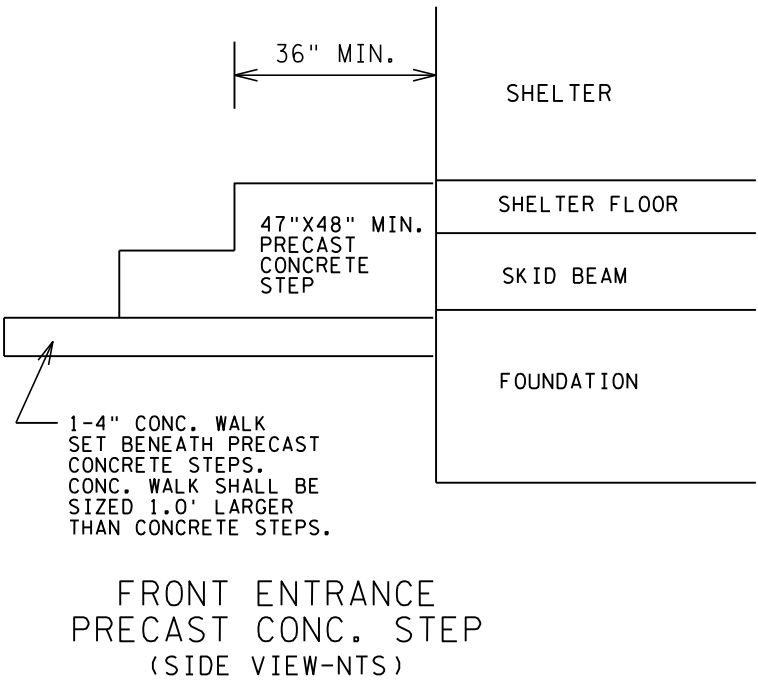 36" MIN.
SHELTER
SHELTER FLOOR
47"X48" MIN.
PRECAST
CONCRETE
STEP
SKID BEAM
FOUNDATION
1-4" CONC. WALK
SET BENEATH PRECAST
CONCRETE STEPS.
CONC. WALK SHALL BE
SIZED 1.0' LARGER
THAN CONCRETE STEPS.
FRONT ENTRANCE
PRECAST CONC. STEP
(SIDE VIEW-NTS)